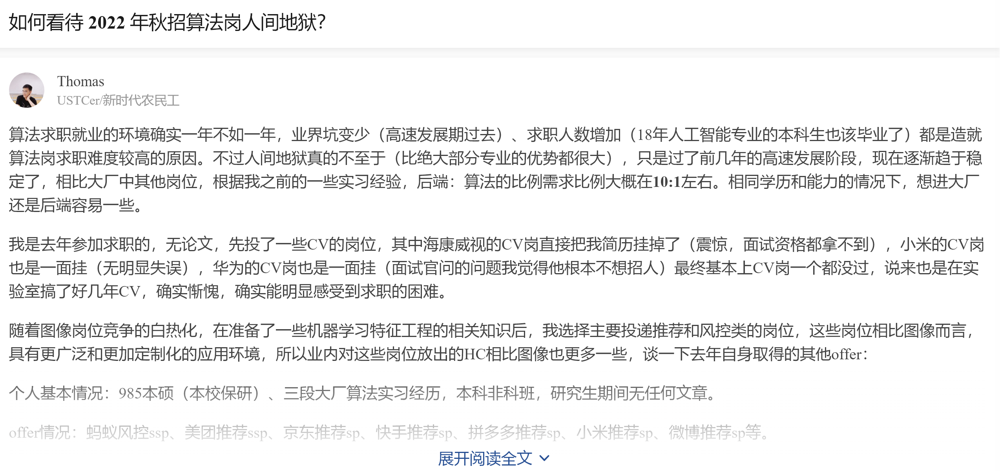 如何看待 2022 年秋招算法岗人间地狱？
Thomas
USTCer/新时代农民工
算法求职就业的环境确实一年不如一年，业界坑变少（高速发展期过去）、求职人数增加（18年人工智能专业的本科生也该毕业了）都是造就
算法岗求职难度较高的原因。不过人间地狱真的不至于（比绝大部分专业的优势都很大），只是过了前几年的高速发展阶段，现在逐渐趋于稳
定了，相比大厂中其他岗位，根据我之前的一些实习经验，后端：算法的比例需求比例大概在10:1左右。相同学历和能力的情况下，想进大厂
还是后端容易一些。
我是去年参加求职的，无论文，先投了一些CV的岗位，其中海康威视的CV岗直接把我简历挂掉了（震惊，面试资格都拿不到），小米的CV岗
也是一面挂（无明显失误），华为的CV岗也是一面挂（面试官问的问题我觉得他根本不想招人）最终基本上CV岗一个都没过，说来也是在实
验室搞了好几年CV，确实惭愧，确实能明显感受到求职的困难。
随着图像岗位竞争的白热化，在准备了一些机器学习特征工程的相关知识后，我选择主要投递推荐和风控类的岗位，这些岗位相比图像而言，
具有更广泛和更加定制化的应用环境，所以业内对这些岗位放出的HC相比图像也更多一些，谈一下去年自身取得的其他offer：
个人基本情况：985本硕（本校保研）、三段大厂算法实习经历，本科非科班，研究生期间无任何文章。
offer情况：蚂蚁风控ssp、美团推荐ssp、京东推荐sp、快手推荐sp、拼多多推荐sp、小米推荐sp、微博推荐sp等。
展开阅读全文